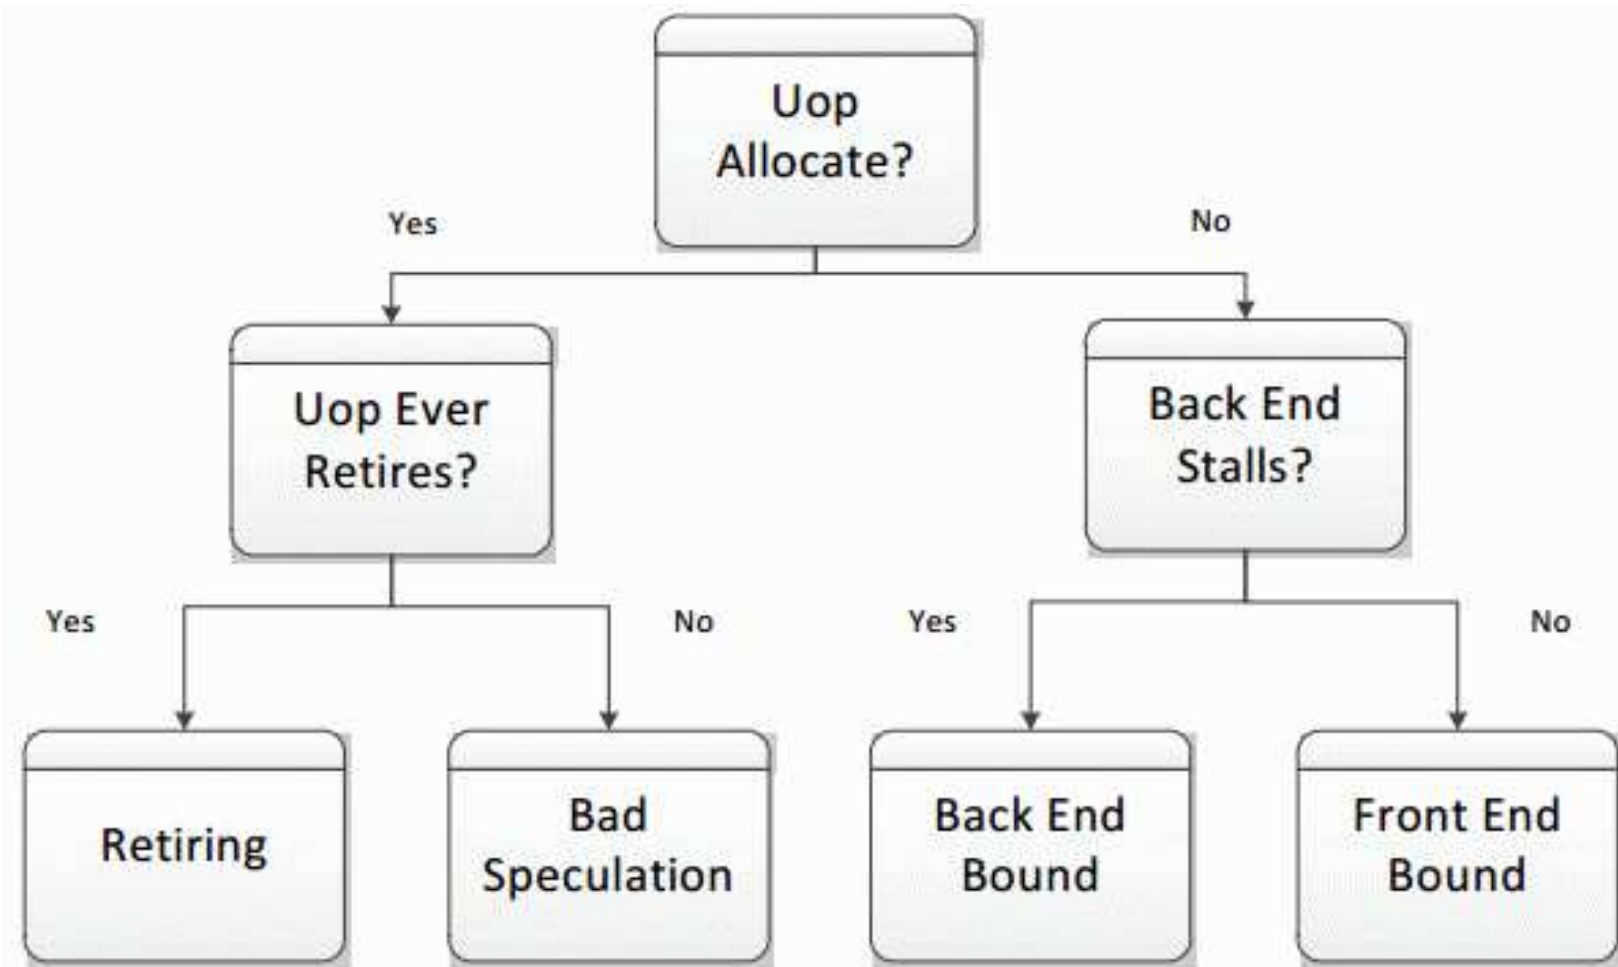 Uop
Allocate?
Yes
No
Uop Ever
Retires?
Back End
Stalls?
Yes
No
Yes
No
Retiring
Bad
Speculation
Back End
Bound
Front End
Bound